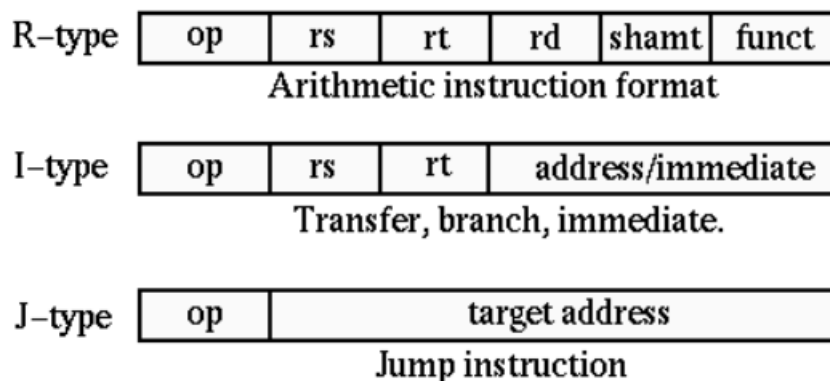 R-type op rs rt rd shamt funct
Arithmetic instruction format
I-type op rs rt address/immediate
Transfer, branch, immediate.
J-type op target address
Jump instruction